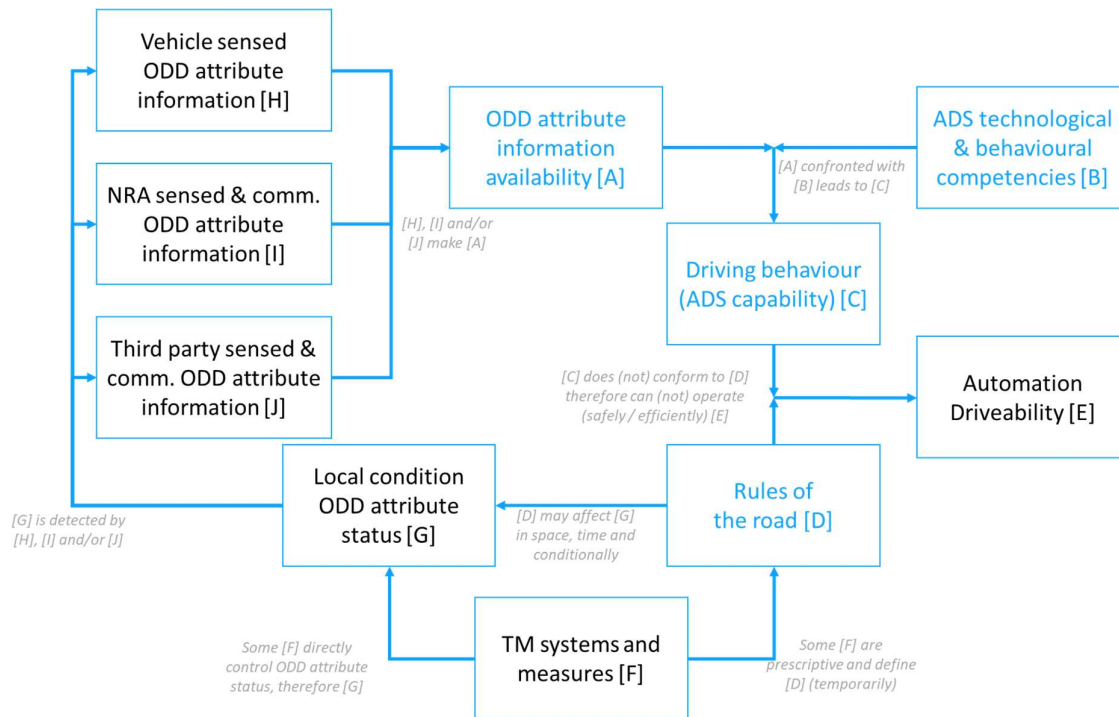 Vehicle sensed
ODD attribute
information [H]
NRA sensed & comm.
ODD attribute
information [I]
Third party sensed &
comm. ODD attribute
information [J]
[H], [I] and/or
[J] make [A]
ODD attribute
information
availability [A]
[A] confronted with
[B] leads to [C]
ADS technological
& behavioural
competencies [B]
Driving behaviour
(ADS capability) [C]
[C] does (not) conform to [D]
therefore can (not) operate
(safely / efficiently) [E]
Automation
Driveability [E]
[G] is detected by
[H], [I] and/or [J]
Local condition
ODD attribute
status [G]
[D] may affect [G]
in space, time and
conditionally
Rules of
the road [D]
Some [F] directly
control ODD attribute
status, therefore [G]
TM systems and
measures [F]
Some [F] are
prescriptive and define
[D] (temporarily)